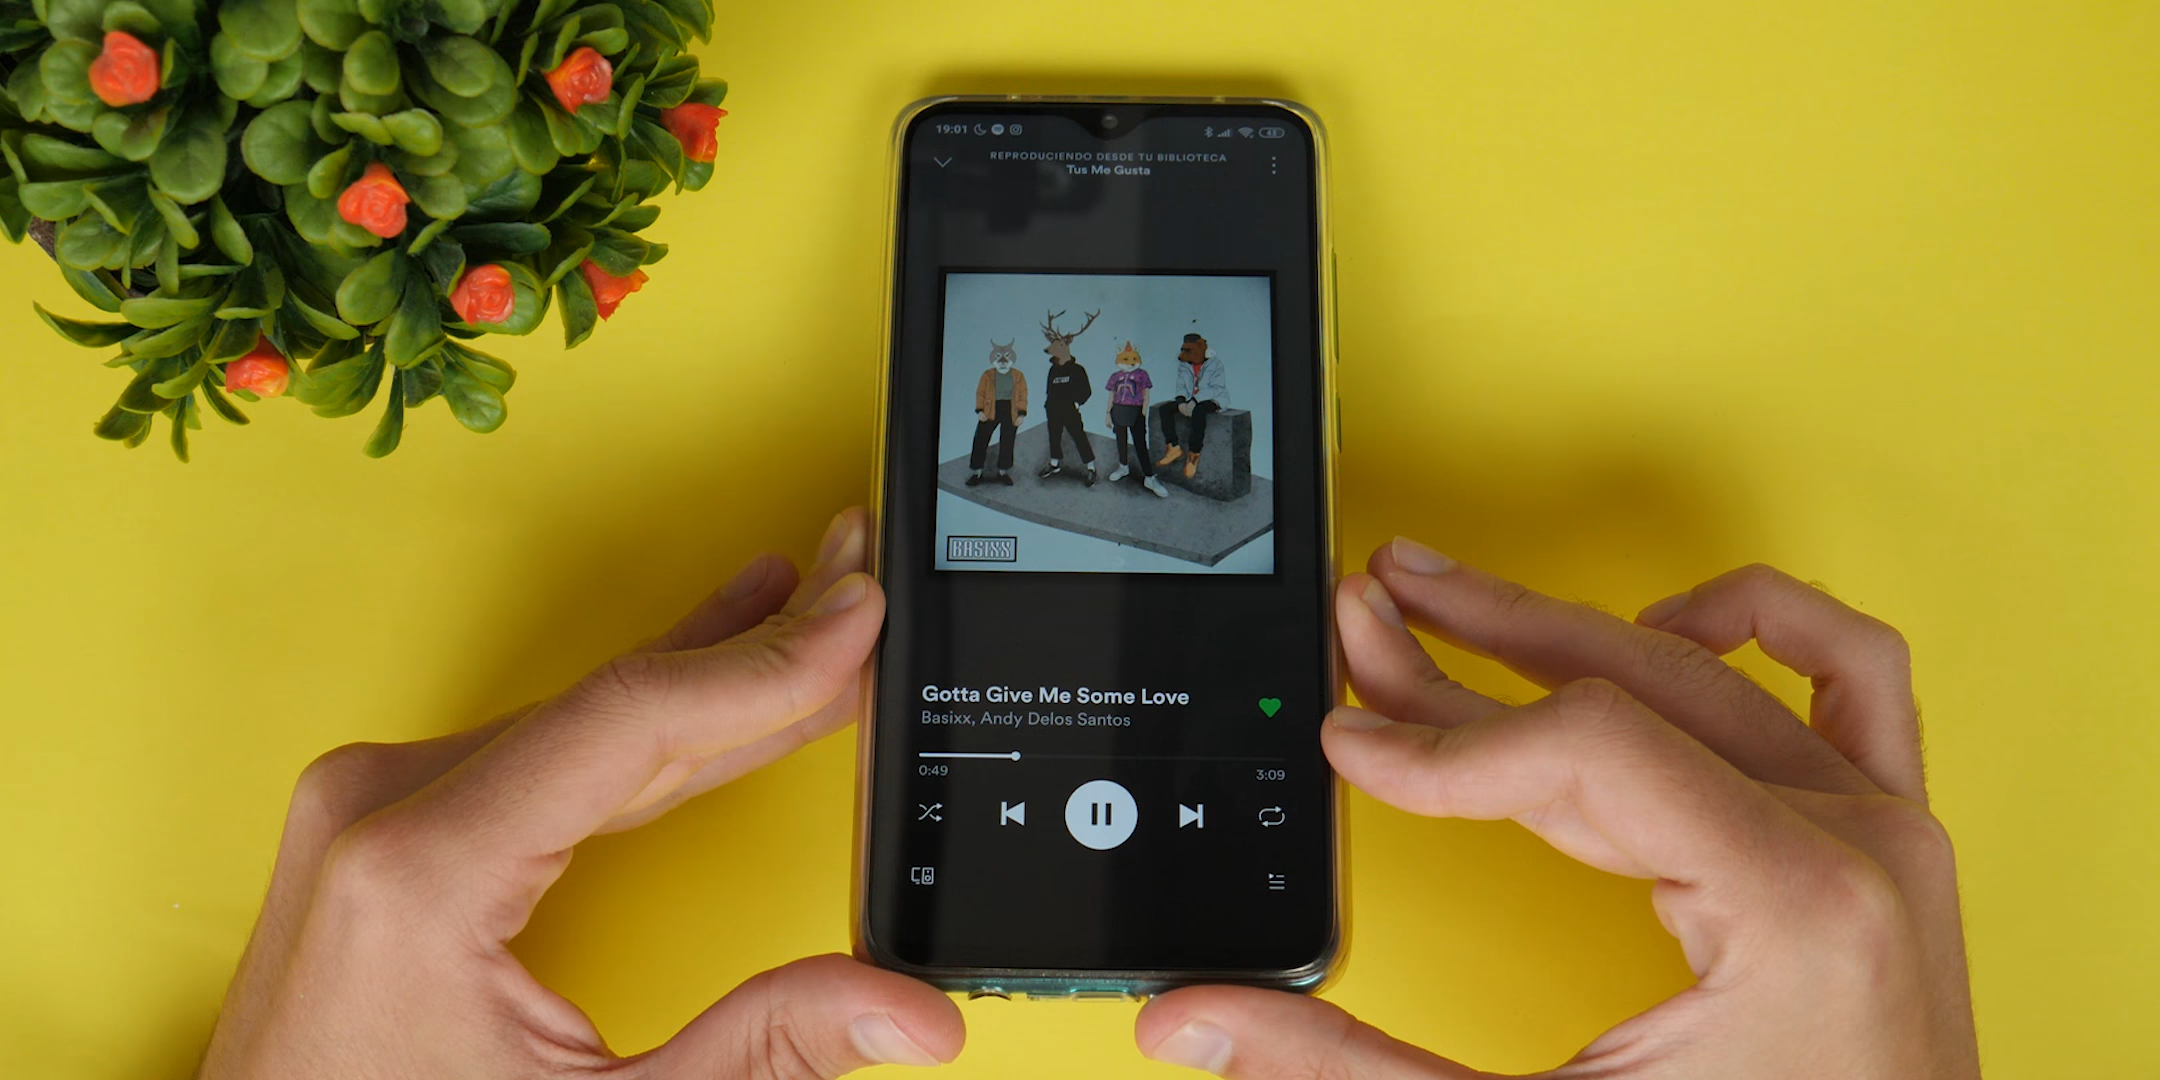 19:01
43
REPRODUCIENDO DESDE TU BIBLIOTECA
Tus Me Gusta
BASIXX
Gotta Give Me Some Love
Basixx, Andy Delos Santos
0:49
3:09